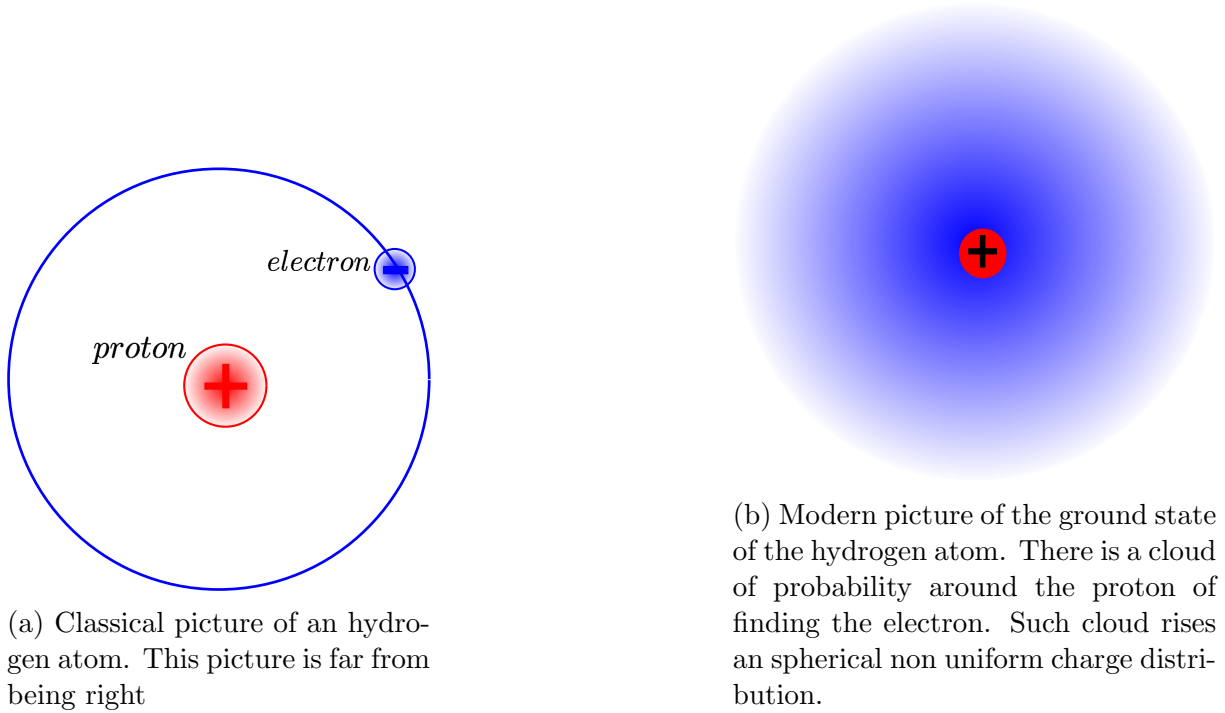 electron
proton
+
−
(a) Classical picture of an hydro-
gen atom. This picture is far from
being right
+
(b) Modern picture of the ground state
of the hydrogen atom. There is a cloud
of probability around the proton of
finding the electron. Such cloud rises
an spherical non uniform charge distri-
bution.